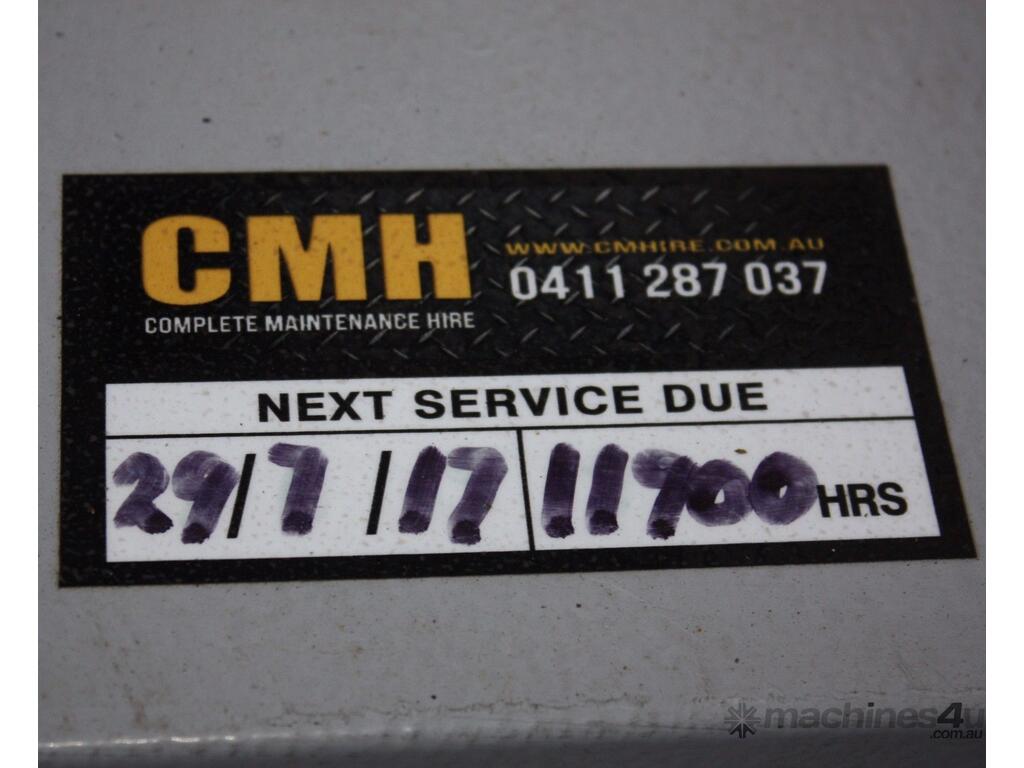 CMH
COMPLETE MAINTENANCE HIRE
WWW.CMHIRE.COM.AU
0411 287 037
NEXT SERVICE DUE
29/7/17 11900 HRS
machines4u
.com.au